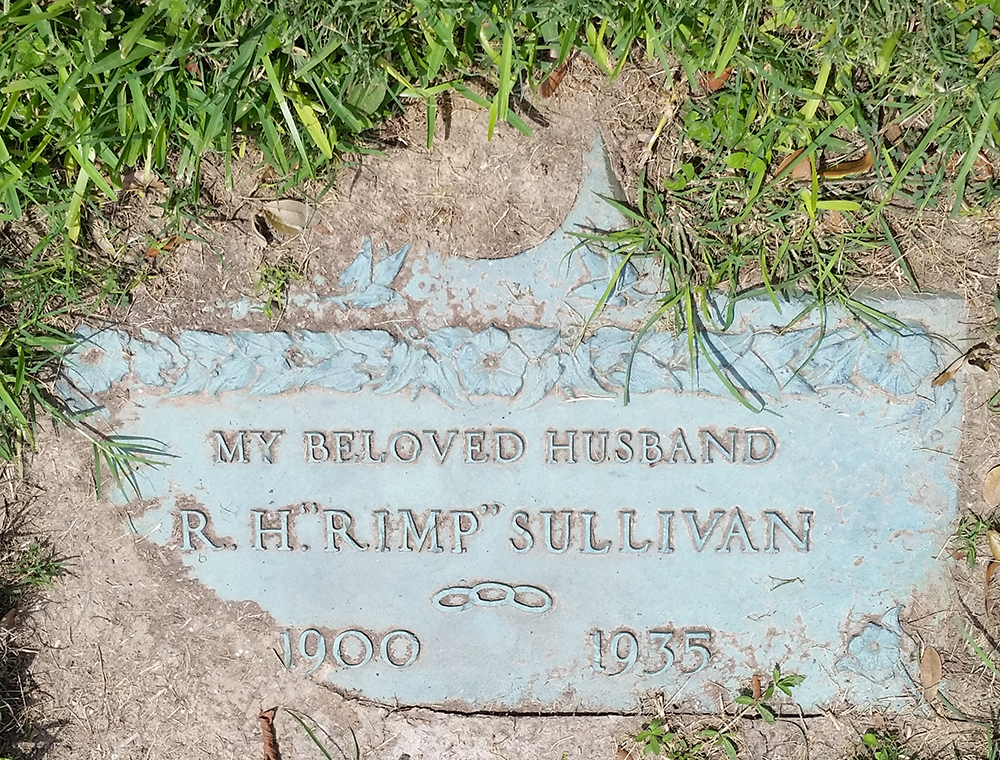 MY BELOVED HUSBAND
R. H. "RIMP" SULLIVAN
1900 1935